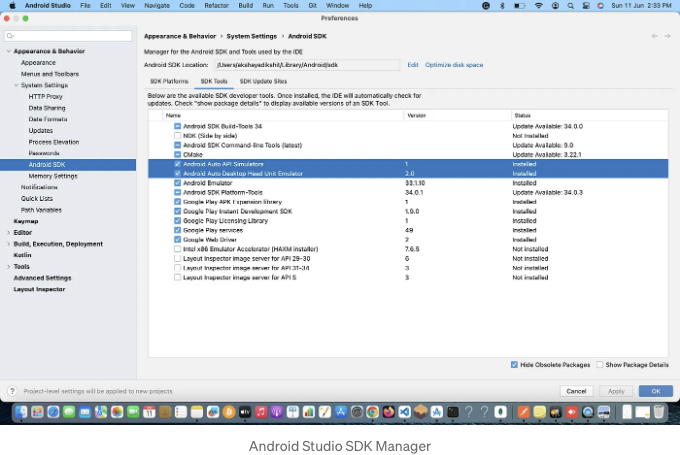 Android Studio File Edit View Navigate Code Refactor Build Run Tools Git Window Help Sun 11 Jun 2:33 PM
Preferences
Appearance & Behavior › System Settings › Android SDK
Manager for the Android SDK and Tools used by the IDE
Android SDK Location: /Users/akshayadikshit/Library/Android/sdk Edit Optimize disk space
SDK Platforms SDK Tools SDK Update Sites
Below are the available SDK developer tools. Once installed, the IDE will automatically check for
updates. Check "show package details" to display available versions of an SDK Tool.
Name Version Status
Android SDK Build-Tools 34 Update Available: 34.0.0
NDK (Side by side) Not Installed
Android SDK Command-line Tools (latest) Update Available: 9.0
CMake Update Available: 3.22.1
Android Auto API Simulators 1 Installed
Android Auto Desktop Head Unit Emulator 2.0 Installed
Android Emulator 33.1.10 Installed
Android SDK Platform-Tools 34.0.1 Update Available: 34.0.3
Google Play APK Expansion library 1 Installed
Google Play Instant Development SDK 1.9.0 Installed
Google Play Licensing Library 1 Installed
Google Play services 49 Installed
Google Web Driver 2 Installed
Intel x86 Emulator Accelerator (HAXM installer) 7.6.5 Not installed
Layout Inspector image server for API 29-30 6 Not installed
Layout Inspector image server for API 31-34 3 Not installed
Layout Inspector image server for API S 3 Not installed
Hide Obsolete Packages Show Package Details
Appearance & Behavior
Appearance
Menus and Toolbars
System Settings
HTTP Proxy
Data Sharing
Date Formats
Updates
Process Elevation
Passwords
Android SDK
Memory Settings
Notifications
Quick Lists
Path Variables
Keymap
Editor
Build, Execution, Deployment
Kotlin
Tools
Advanced Settings
Layout Inspector
? Project-level settings will be applied to new projects
Cancel Apply OK
Android Studio SDK Manager